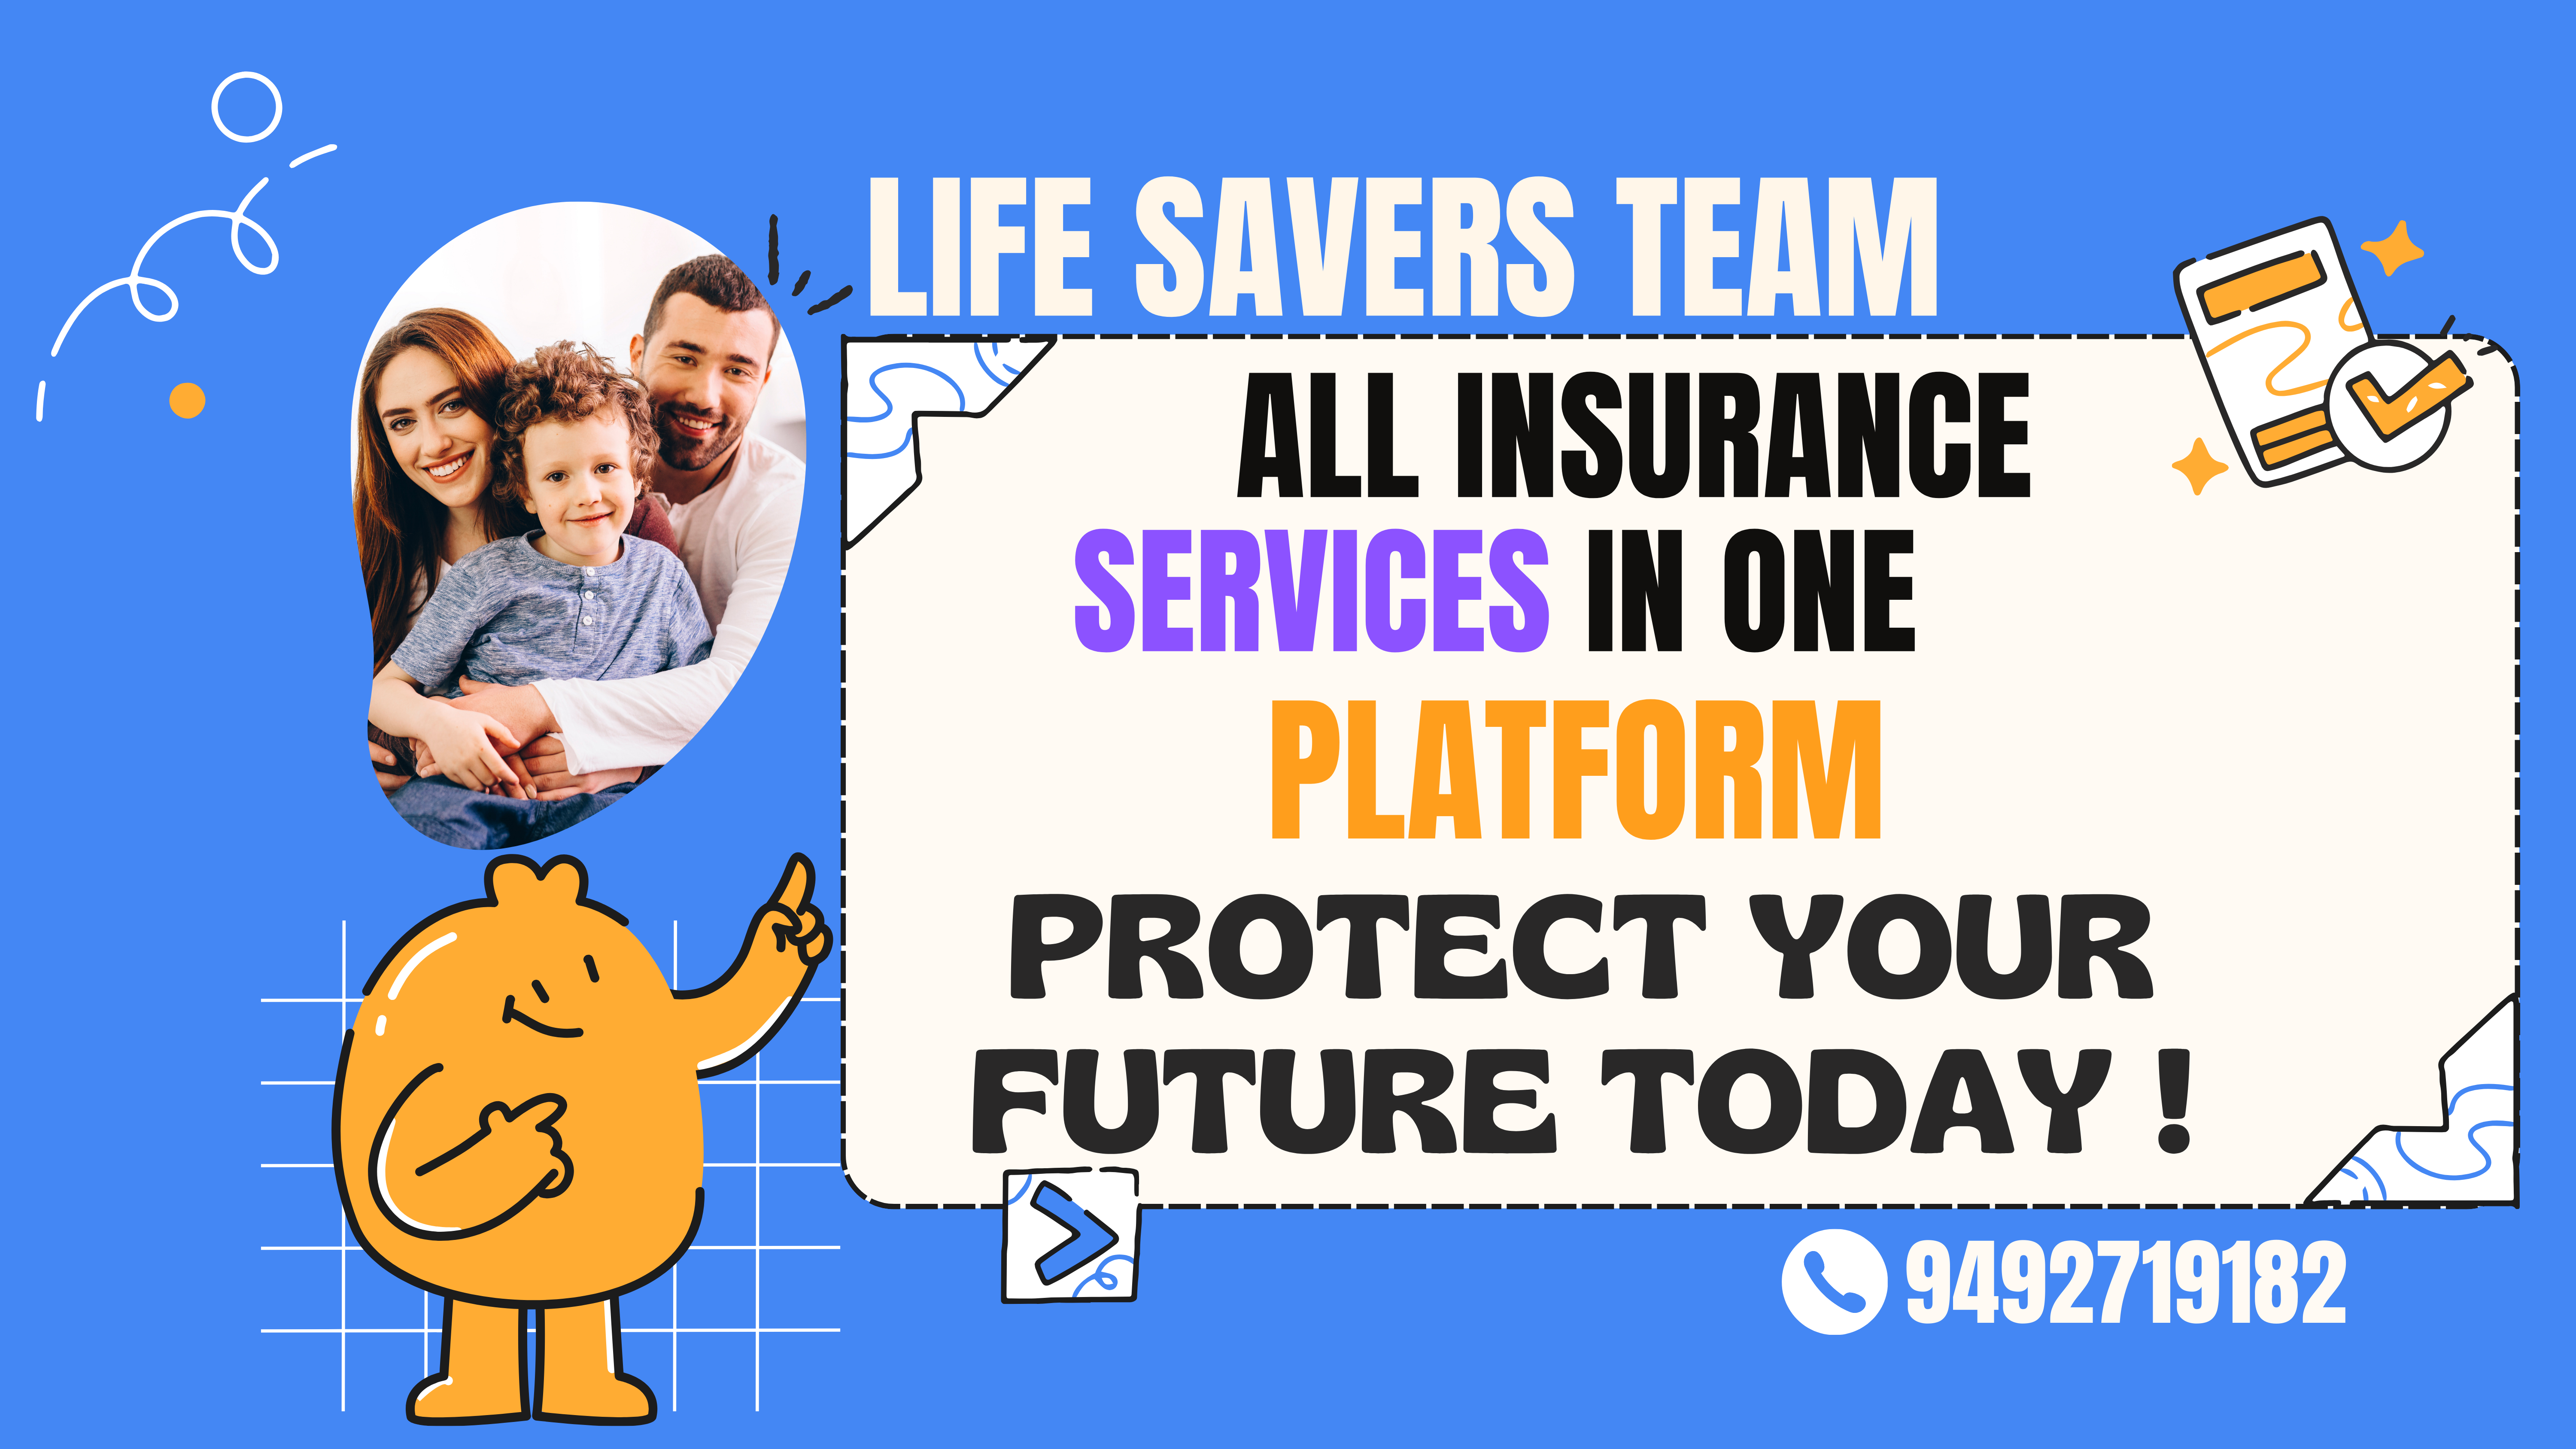 LIFE SAVERS TEAM
ALL INSURANCE
SERVICES IN ONE
PLATFORM
PROTECT YOUR
FUTURE TODAY !
9492719182